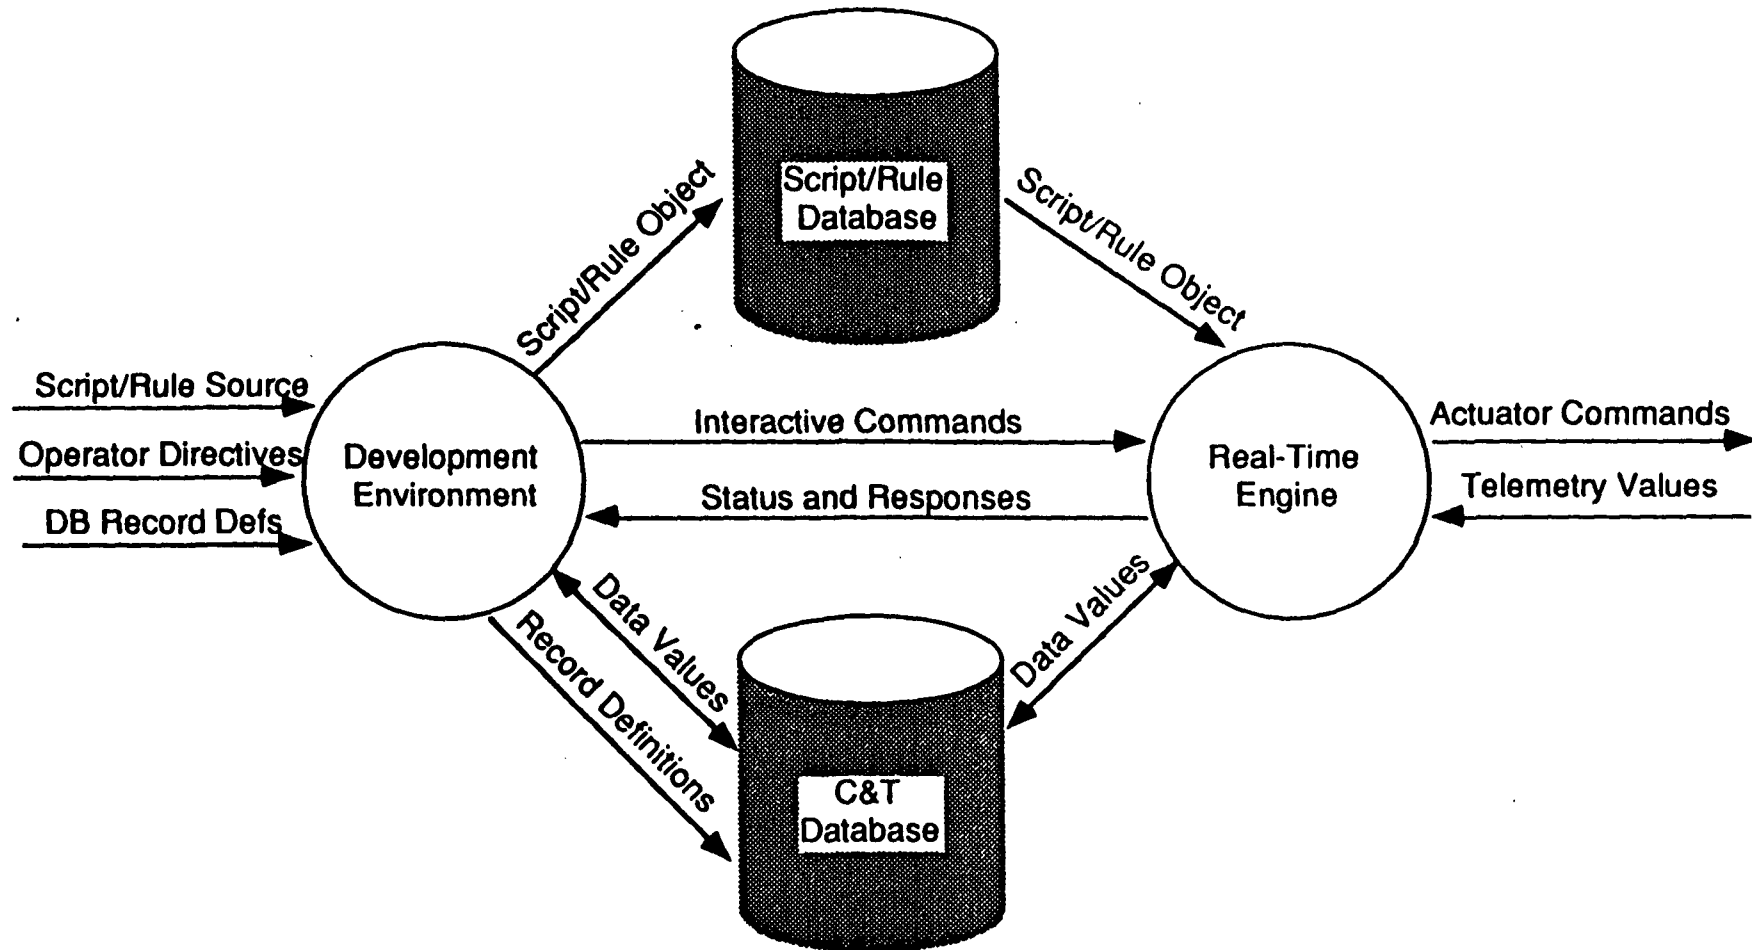 Script/Rule
Database
Script/Rule Object
Script/Rule Object
Script/Rule Source
Operator Directives
DB Record Defs
Development
Environment
Interactive Commands
Status and Responses
Real-Time
Engine
Actuator Commands
Telemetry Values
Data Values
Record Definitions
Data Values
C&T
Database